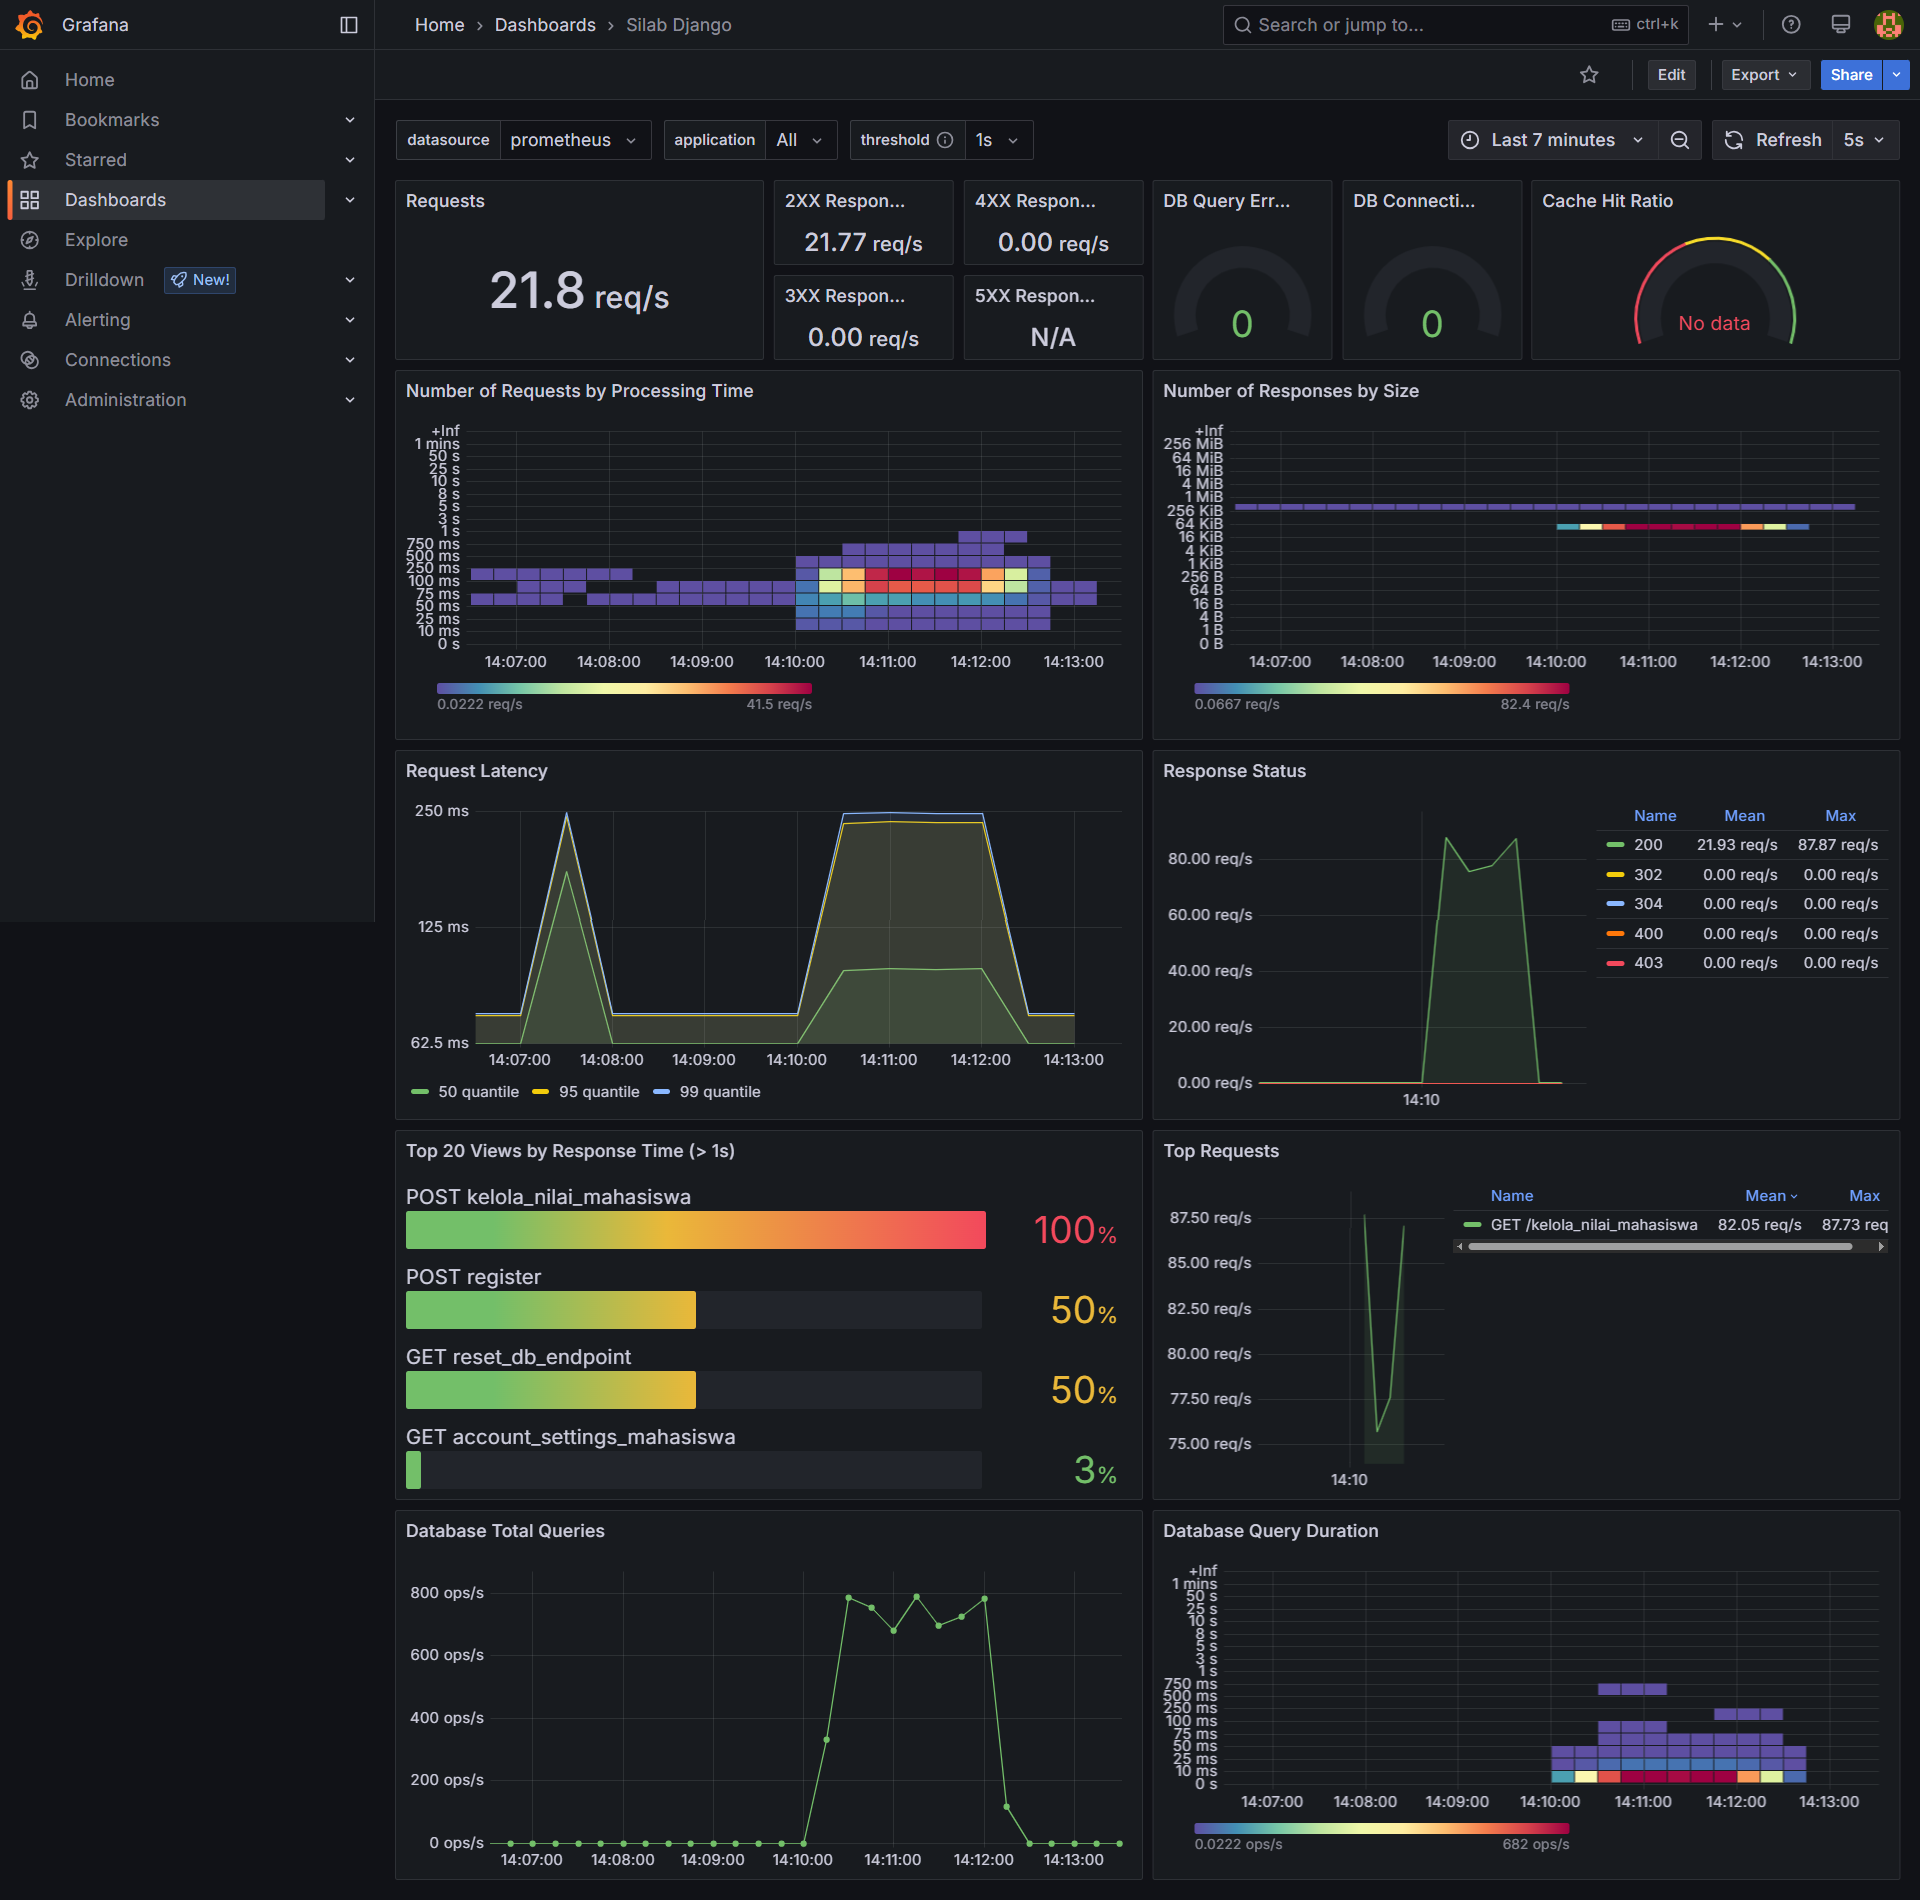 Grafana
Home › Dashboards › Silab Django
Search or jump to... ctrl+k
Home
Bookmarks
Starred
Dashboards
Explore
Drilldown New!
Alerting
Connections
Administration
Edit Export Share
datasource prometheus application All threshold 1s
Last 7 minutes Refresh 5s
Requests
21.8 req/s
2XX Respon...
21.77 req/s
4XX Respon...
0.00 req/s
3XX Respon...
0.00 req/s
5XX Respon...
N/A
DB Query Err...
0
DB Connecti...
0
Cache Hit Ratio
No data
Number of Requests by Processing Time
+Inf
1 mins
50 s
25 s
10 s
8 s
5 s
3 s
1 s
750 ms
500 ms
250 ms
100 ms
75 ms
50 ms
25 ms
10 ms
0 s
14:07:00 14:08:00 14:09:00 14:10:00 14:11:00 14:12:00 14:13:00
0.0222 req/s 41.5 req/s
Number of Responses by Size
+Inf
256 MiB
64 MiB
16 MiB
4 MiB
1 MiB
256 KiB
64 KiB
16 KiB
4 KiB
1 KiB
256 B
64 B
16 B
4 B
1 B
0 B
14:07:00 14:08:00 14:09:00 14:10:00 14:11:00 14:12:00 14:13:00
0.0667 req/s 82.4 req/s
Request Latency
250 ms
125 ms
62.5 ms
14:07:00 14:08:00 14:09:00 14:10:00 14:11:00 14:12:00 14:13:00
50 quantile 95 quantile 99 quantile
Response Status
80.00 req/s
60.00 req/s
40.00 req/s
20.00 req/s
0.00 req/s
14:10
Name Mean Max
200 21.93 req/s 87.87 req/s
302 0.00 req/s 0.00 req/s
304 0.00 req/s 0.00 req/s
400 0.00 req/s 0.00 req/s
403 0.00 req/s 0.00 req/s
Top 20 Views by Response Time (> 1s)
POST kelola_nilai_mahasiswa
100%
POST register
50%
GET reset_db_endpoint
50%
GET account_settings_mahasiswa
3%
Top Requests
87.50 req/s
85.00 req/s
82.50 req/s
80.00 req/s
77.50 req/s
75.00 req/s
14:10
Name Mean Max
GET /kelola_nilai_mahasiswa 82.05 req/s 87.73 req
Database Total Queries
800 ops/s
600 ops/s
400 ops/s
200 ops/s
0 ops/s
14:07:00 14:08:00 14:09:00 14:10:00 14:11:00 14:12:00 14:13:00
Database Query Duration
+Inf
1 mins
50 s
25 s
10 s
8 s
5 s
3 s
1 s
750 ms
500 ms
250 ms
100 ms
75 ms
50 ms
25 ms
10 ms
0 s
14:07:00 14:08:00 14:09:00 14:10:00 14:11:00 14:12:00 14:13:00
0.0222 ops/s 682 ops/s